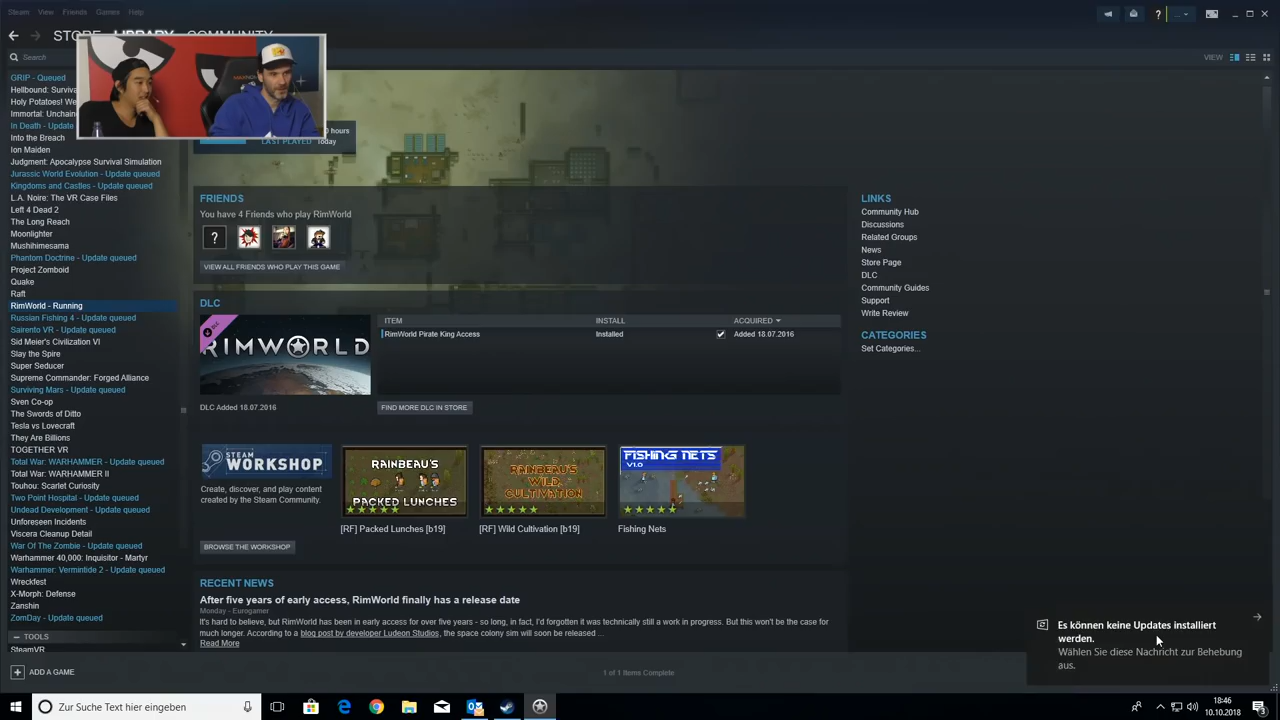 Steam View Friends Games Help
STORE LIBRARY COMMUNITY
Search
VIEW
GRIP - Queued
Hellbound: Surviva
Holy Potatoes! We
Immortal: Unchain
In Death - Update
Into the Breach
Ion Maiden
Judgment: Apocalypse Survival Simulation
Jurassic World Evolution - Update queued
Kingdoms and Castles - Update queued
L.A. Noire: The VR Case Files
Left 4 Dead 2
The Long Reach
Moonlighter
Mushihimesama
Phantom Doctrine - Update queued
Project Zomboid
Quake
Raft
RimWorld - Running
Russian Fishing 4 - Update queued
Sairento VR - Update queued
Sid Meier's Civilization VI
Slay the Spire
Super Seducer
Supreme Commander: Forged Alliance
Surviving Mars - Update queued
Sven Co-op
The Swords of Ditto
Tesla vs Lovecraft
They Are Billions
TOGETHER VR
Total War: WARHAMMER - Update queued
Total War: WARHAMMER II
Touhou: Scarlet Curiosity
Two Point Hospital - Update queued
Undead Development - Update queued
Unforeseen Incidents
Viscera Cleanup Detail
War Of The Zombie - Update queued
Warhammer 40,000: Inquisitor - Martyr
Warhammer: Vermintide 2 - Update queued
Wreckfest
X-Morph: Defense
Zanshin
ZomDay - Update queued
TOOLS
SteamVR
ADD A GAME
0 hours
LAST PLAYED Today
FRIENDS
You have 4 Friends who play RimWorld
?
VIEW ALL FRIENDS WHO PLAY THIS GAME
DLC
DLC
RIMWORLD
DLC Added 18.07.2016
ITEM INSTALL ACQUIRED
RimWorld Pirate King Access Installed Added 18.07.2016
FIND MORE DLC IN STORE
STEAM WORKSHOP
Create, discover, and play content
created by the Steam Community.
BROWSE THE WORKSHOP
RAINBEAU'S
PACKED LUNCHES
[RF] Packed Lunches [b19]
RAINBEAU'S
WILD
CULTIVATION
[RF] Wild Cultivation [b19]
FISHING NETS
V1.0
Fishing Nets
RECENT NEWS
After five years of early access, RimWorld finally has a release date
Monday - Eurogamer
It's hard to believe, but RimWorld has been in early access for over five years - so long, in fact, I'd forgotten it was technically still a work in progress. But this won't be the case for
much longer. According to a blog post by developer Ludeon Studios, the space colony sim will soon be released ...
Read More
1 of 1 Items Complete
LINKS
Community Hub
Discussions
Related Groups
News
Store Page
DLC
Community Guides
Support
Write Review
CATEGORIES
Set Categories...
Es können keine Updates installiert
werden.
Wählen Sie diese Nachricht zur Behebung
aus.
Zur Suche Text hier eingeben
18:46
10.10.2018